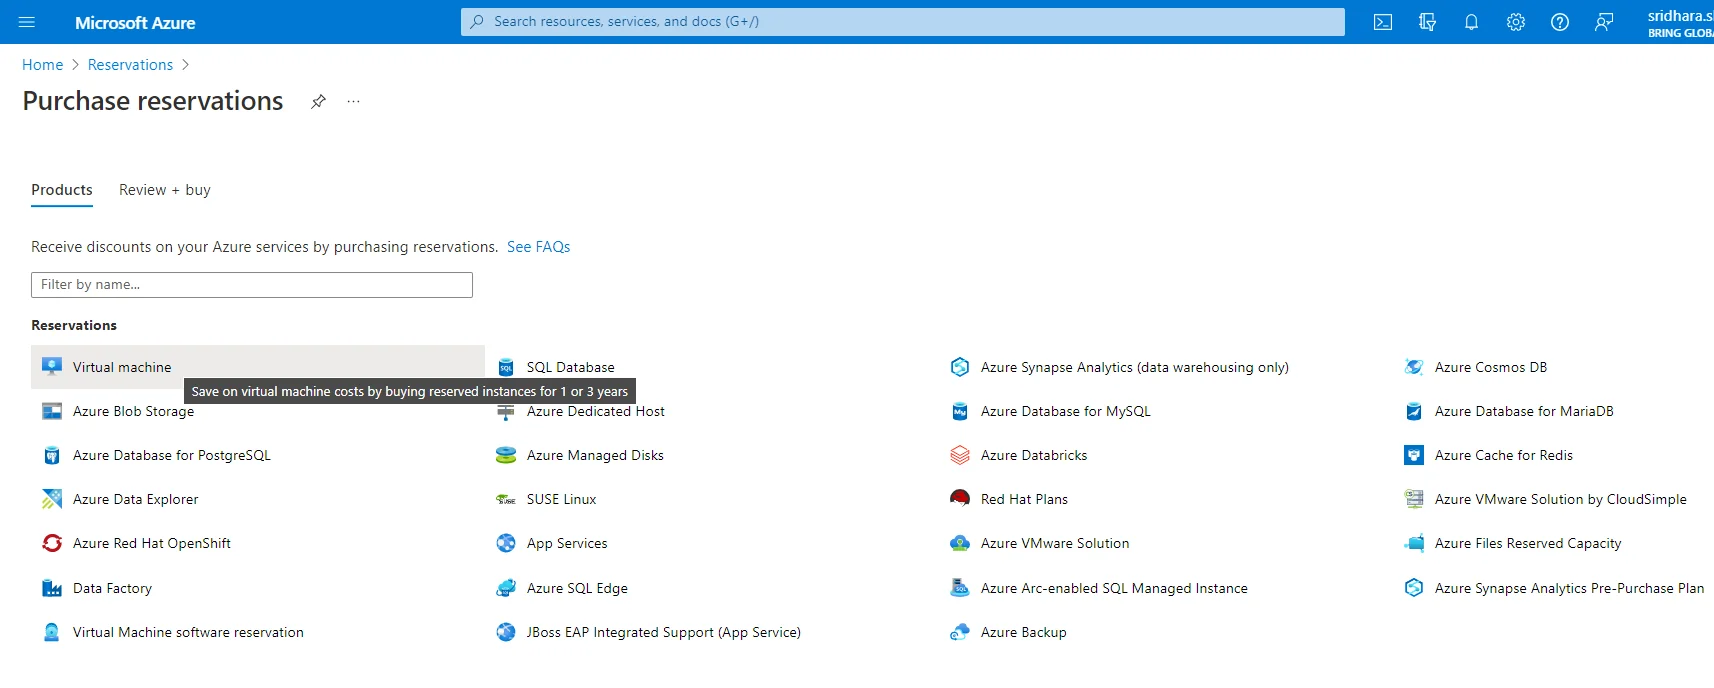 Microsoft Azure
Search resources, services, and docs (G+/)
sridhara.sl
BRING GLOBA
Home > Reservations >
Purchase reservations
...
Products
Review + buy
Receive discounts on your Azure services by purchasing reservations. See FAQs
Filter by name...
Reservations
Virtual machine
SQL Database
Azure Synapse Analytics (data warehousing only)
Azure Cosmos DB
Save on virtual machine costs by buying reserved instances for 1 or 3 years
Azure Blob Storage
Azure Dedicated Host
Azure Database for MySQL
Azure Database for MariaDB
Azure Database for PostgreSQL
Azure Managed Disks
Azure Databricks
Azure Cache for Redis
Azure Data Explorer
SUSE Linux
Red Hat Plans
Azure VMware Solution by CloudSimple
Azure Red Hat OpenShift
App Services
Azure VMware Solution
Azure Files Reserved Capacity
Data Factory
Azure SQL Edge
Azure Arc-enabled SQL Managed Instance
Azure Synapse Analytics Pre-Purchase Plan
Virtual Machine software reservation
JBoss EAP Integrated Support (App Service)
Azure Backup